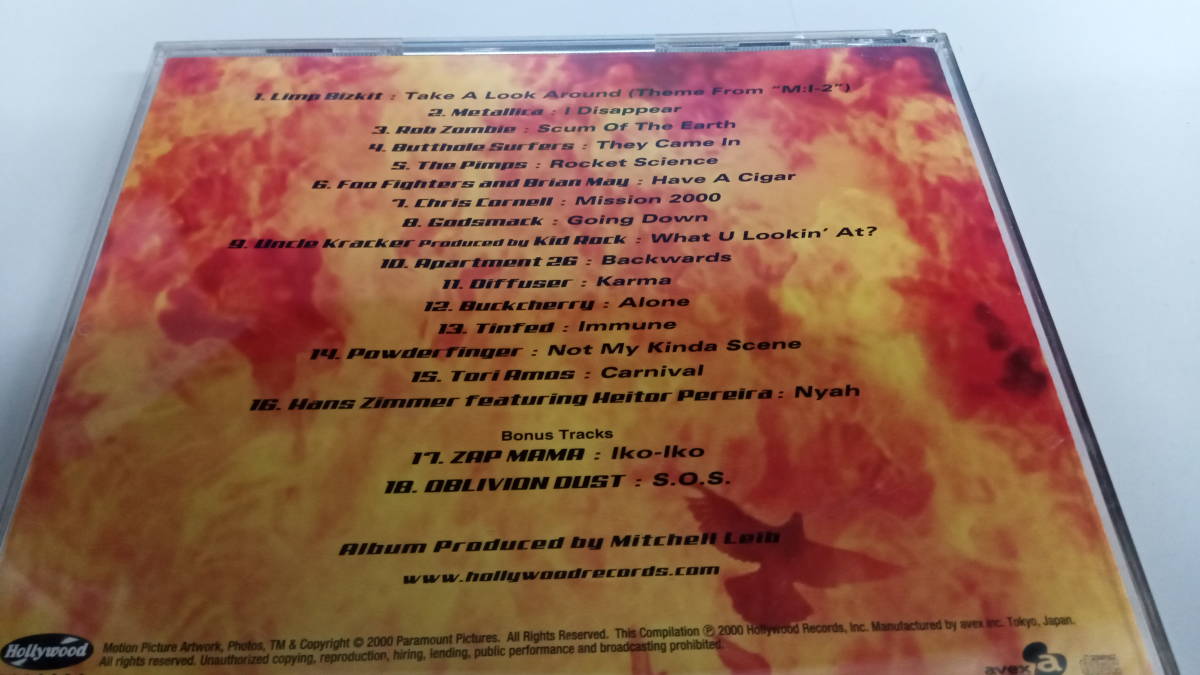 1. Limp Bizkit : Take A Look Around (Theme From "M:I-2")
2. Metallica : I Disappear
3. Rob Zombie : Scum Of The Earth
4. Butthole Surfers : They Came In
5. The Pimps : Rocket Science
6. Foo Fighters and Brian May : Have A Cigar
7. Chris Cornell : Mission 2000
8. Godsmack : Going Down
9. Uncle Kracker Produced by Kid Rock : What U Lookin' At?
10. Apartment 26 : Backwards
11. Diffuser : Karma
12. Buckcherry : Alone
13. Tinfed : Immune
14. Powderfinger : Not My Kinda Scene
15. Tori Amos : Carnival
16. Hans Zimmer featuring Heitor Pereira : Nyah
Bonus Tracks
17. ZAP MAMA : Iko-Iko
18. OBLIVION DUST : S.O.S.
Album Produced by Mitchell Leib
www.hollywoodrecords.com
Hollywood
Motion Picture Artwork, Photos, TM & Copyright © 2000 Paramount Pictures. All Rights Reserved. This Compilation ℗ 2000 Hollywood Records, Inc. Manufactured by avex inc. Tokyo, Japan.
All rights reserved. Unauthorized copying, reproduction, hiring, lending, public performance and broadcasting prohibited.
avex a